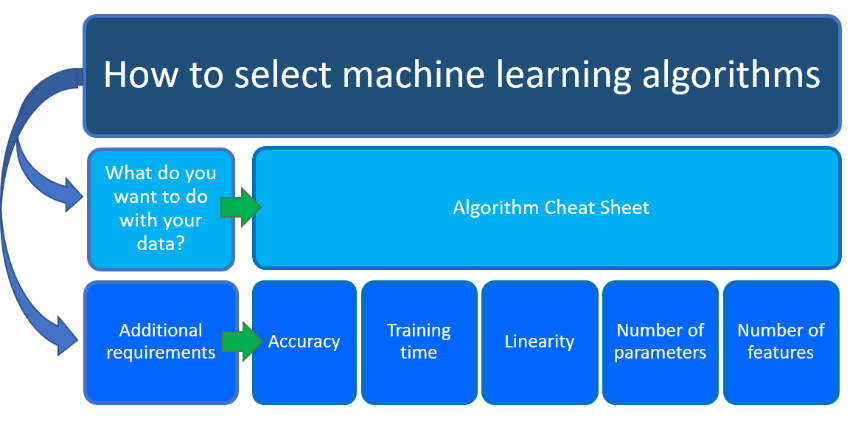 How to select machine learning algorithms
What do you
want to do
with your
data?
Algorithm Cheat Sheet
Additional
requirements
Accuracy
Training
time
Linearity
Number of
parameters
Number of
features